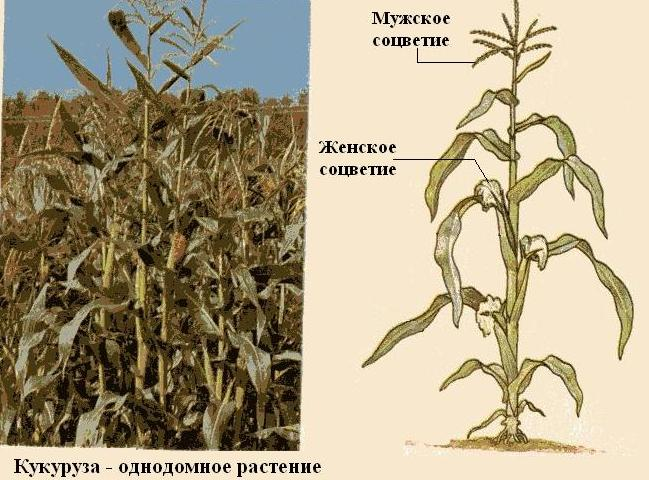 Мужское
соцветие
Женское
соцветие
Кукуруза - однодомное растение